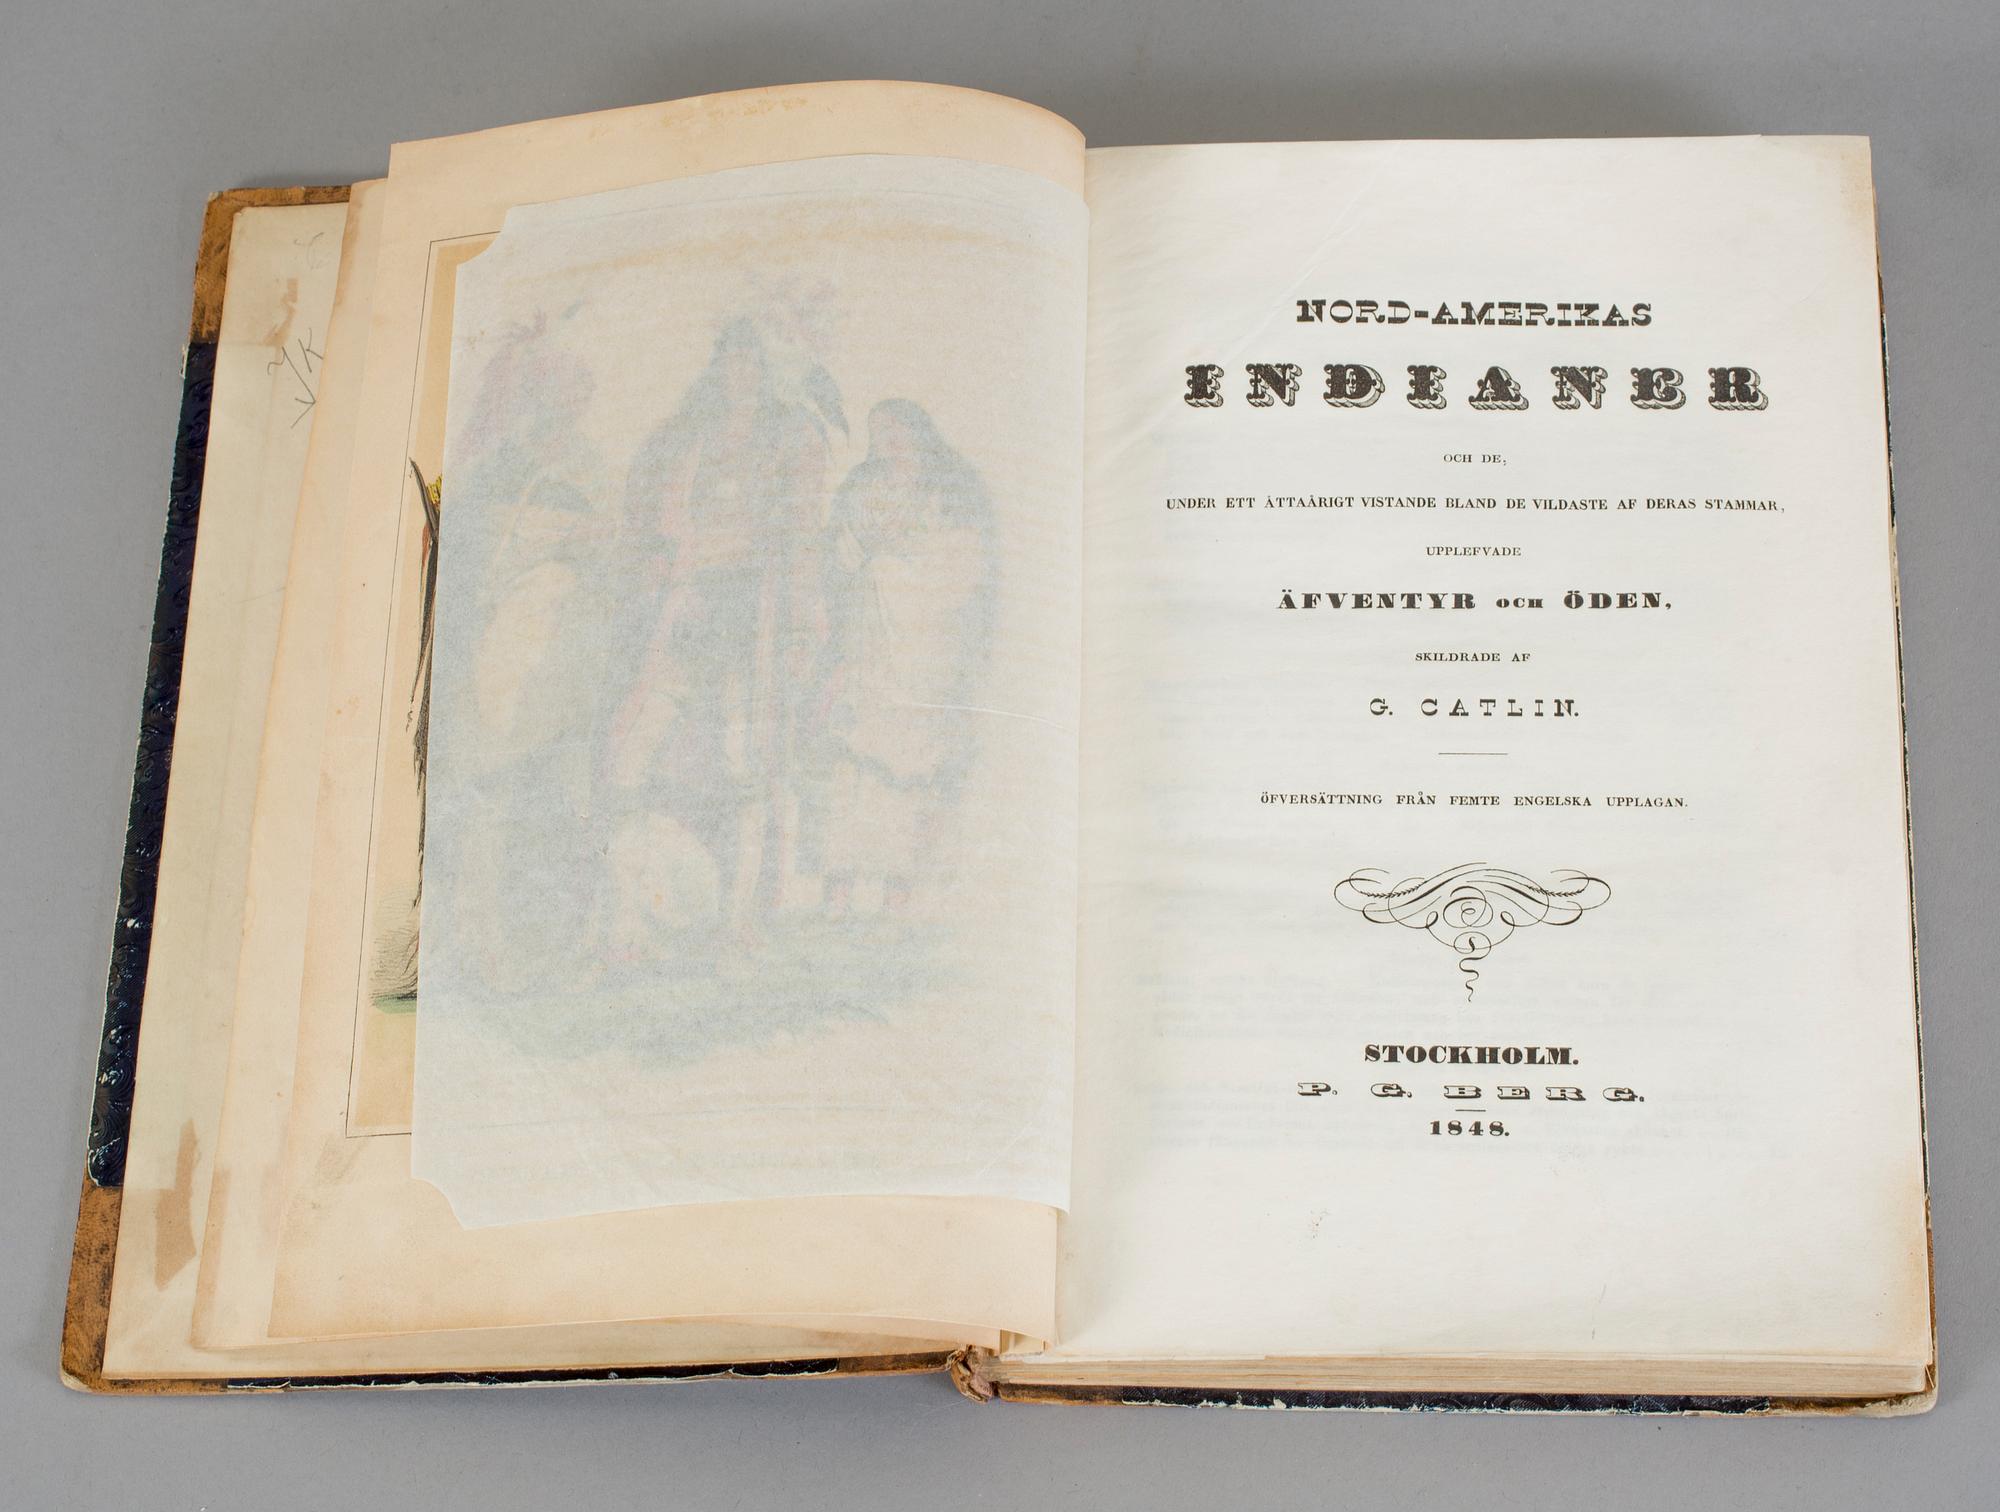 NORD-AMERIKAS
INDIANER
OCH DE,
UNDER ETT ÅTTAÅRIGT VISTANDE BLAND DE VILDASTE AF DERAS STAMMAR,
UPPLEFVADE
ÄFVENTYR OCH ÖDEN,
SKILDRADE AF
G. CATLIN.
ÖFVERSÄTTNING FRÅN FEMTE ENGELSKA UPPLAGAN.
STOCKHOLM.
P. G. BERG.
1848.